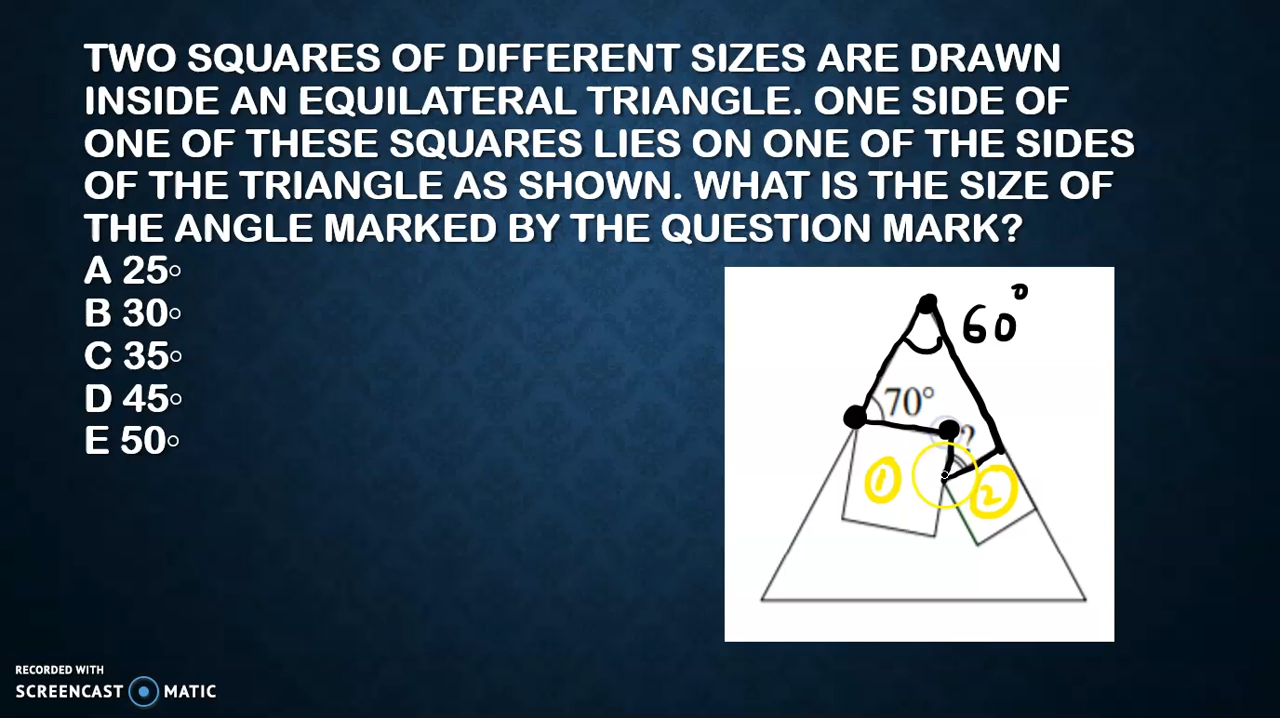 TWO SQUARES OF DIFFERENT SIZES ARE DRAWN
INSIDE AN EQUILATERAL TRIANGLE. ONE SIDE OF
ONE OF THESE SQUARES LIES ON ONE OF THE SIDES
OF THE TRIANGLE AS SHOWN. WHAT IS THE SIZE OF
THE ANGLE MARKED BY THE QUESTION MARK?
A 25°
B 30°
C 35°
D 45°
E 50°
60°
70°
?
1
2
RECORDED WITH
SCREENCAST MATIC